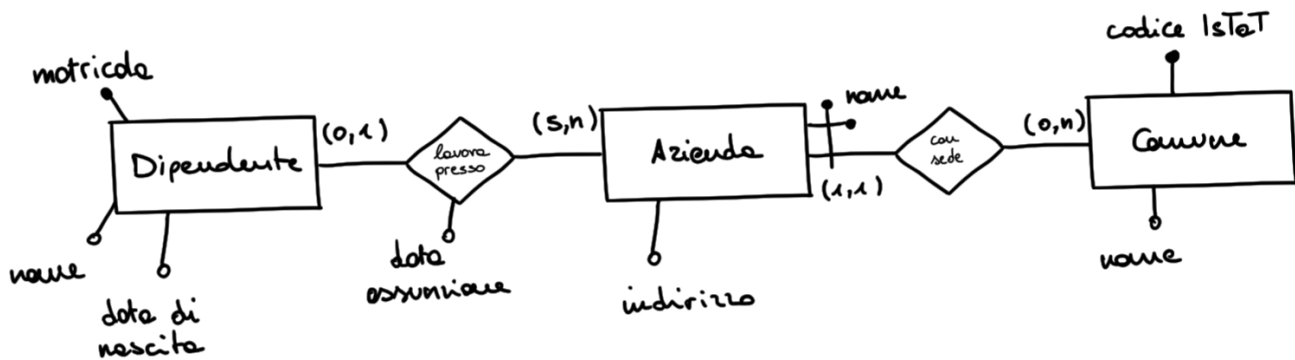 codice ISTaT
matricola
nome
(0,1)
(5,n)
(0,n)
Dipendente
lavora
presso
Azienda
con
sede
Comune
(1,1)
nome
data di
nascita
data
assunzione
indirizzo
nome